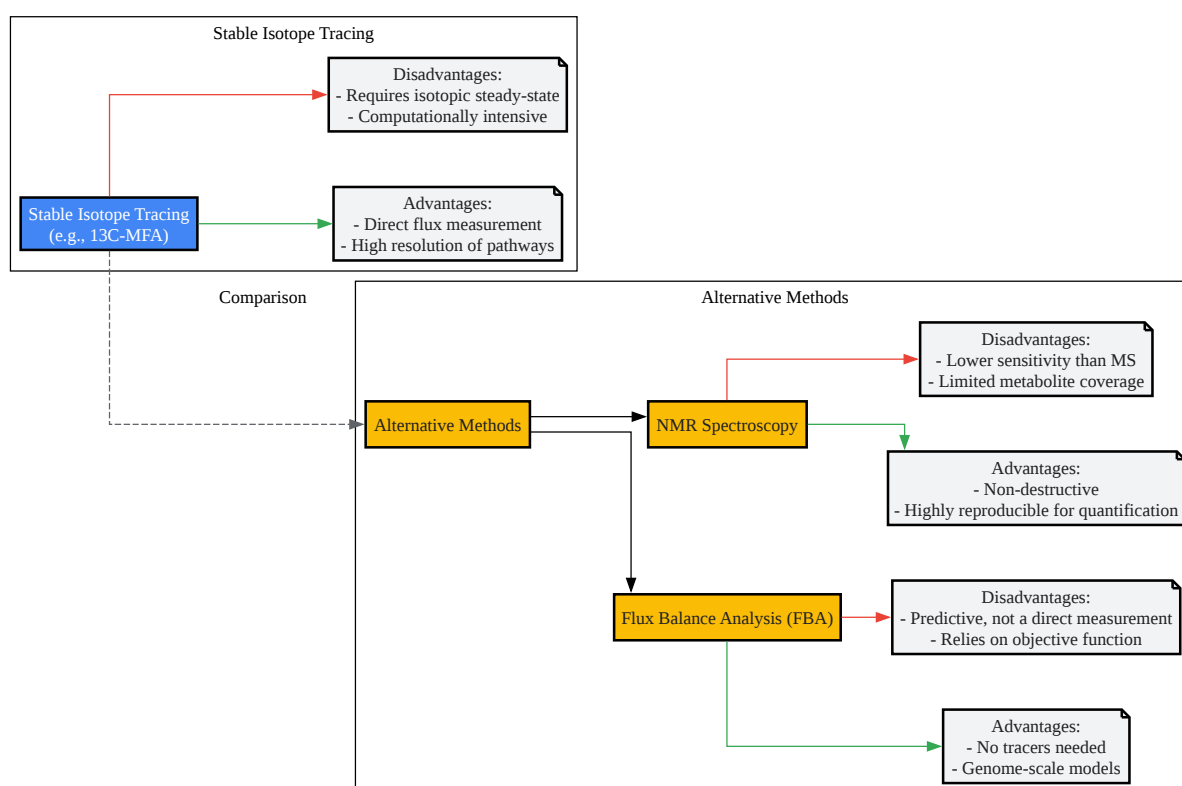 Stable Isotope Tracing
Disadvantages:
- Requires isotopic steady-state
- Computationally intensive
Stable Isotope Tracing
(e.g., 13C-MFA)
Advantages:
- Direct flux measurement
- High resolution of pathways
Comparison
Alternative Methods
Disadvantages:
- Lower sensitivity than MS
- Limited metabolite coverage
Alternative Methods
NMR Spectroscopy
Advantages:
- Non-destructive
- Highly reproducible for quantification
Flux Balance Analysis (FBA)
Disadvantages:
- Predictive, not a direct measurement
- Relies on objective function
Advantages:
- No tracers needed
- Genome-scale models